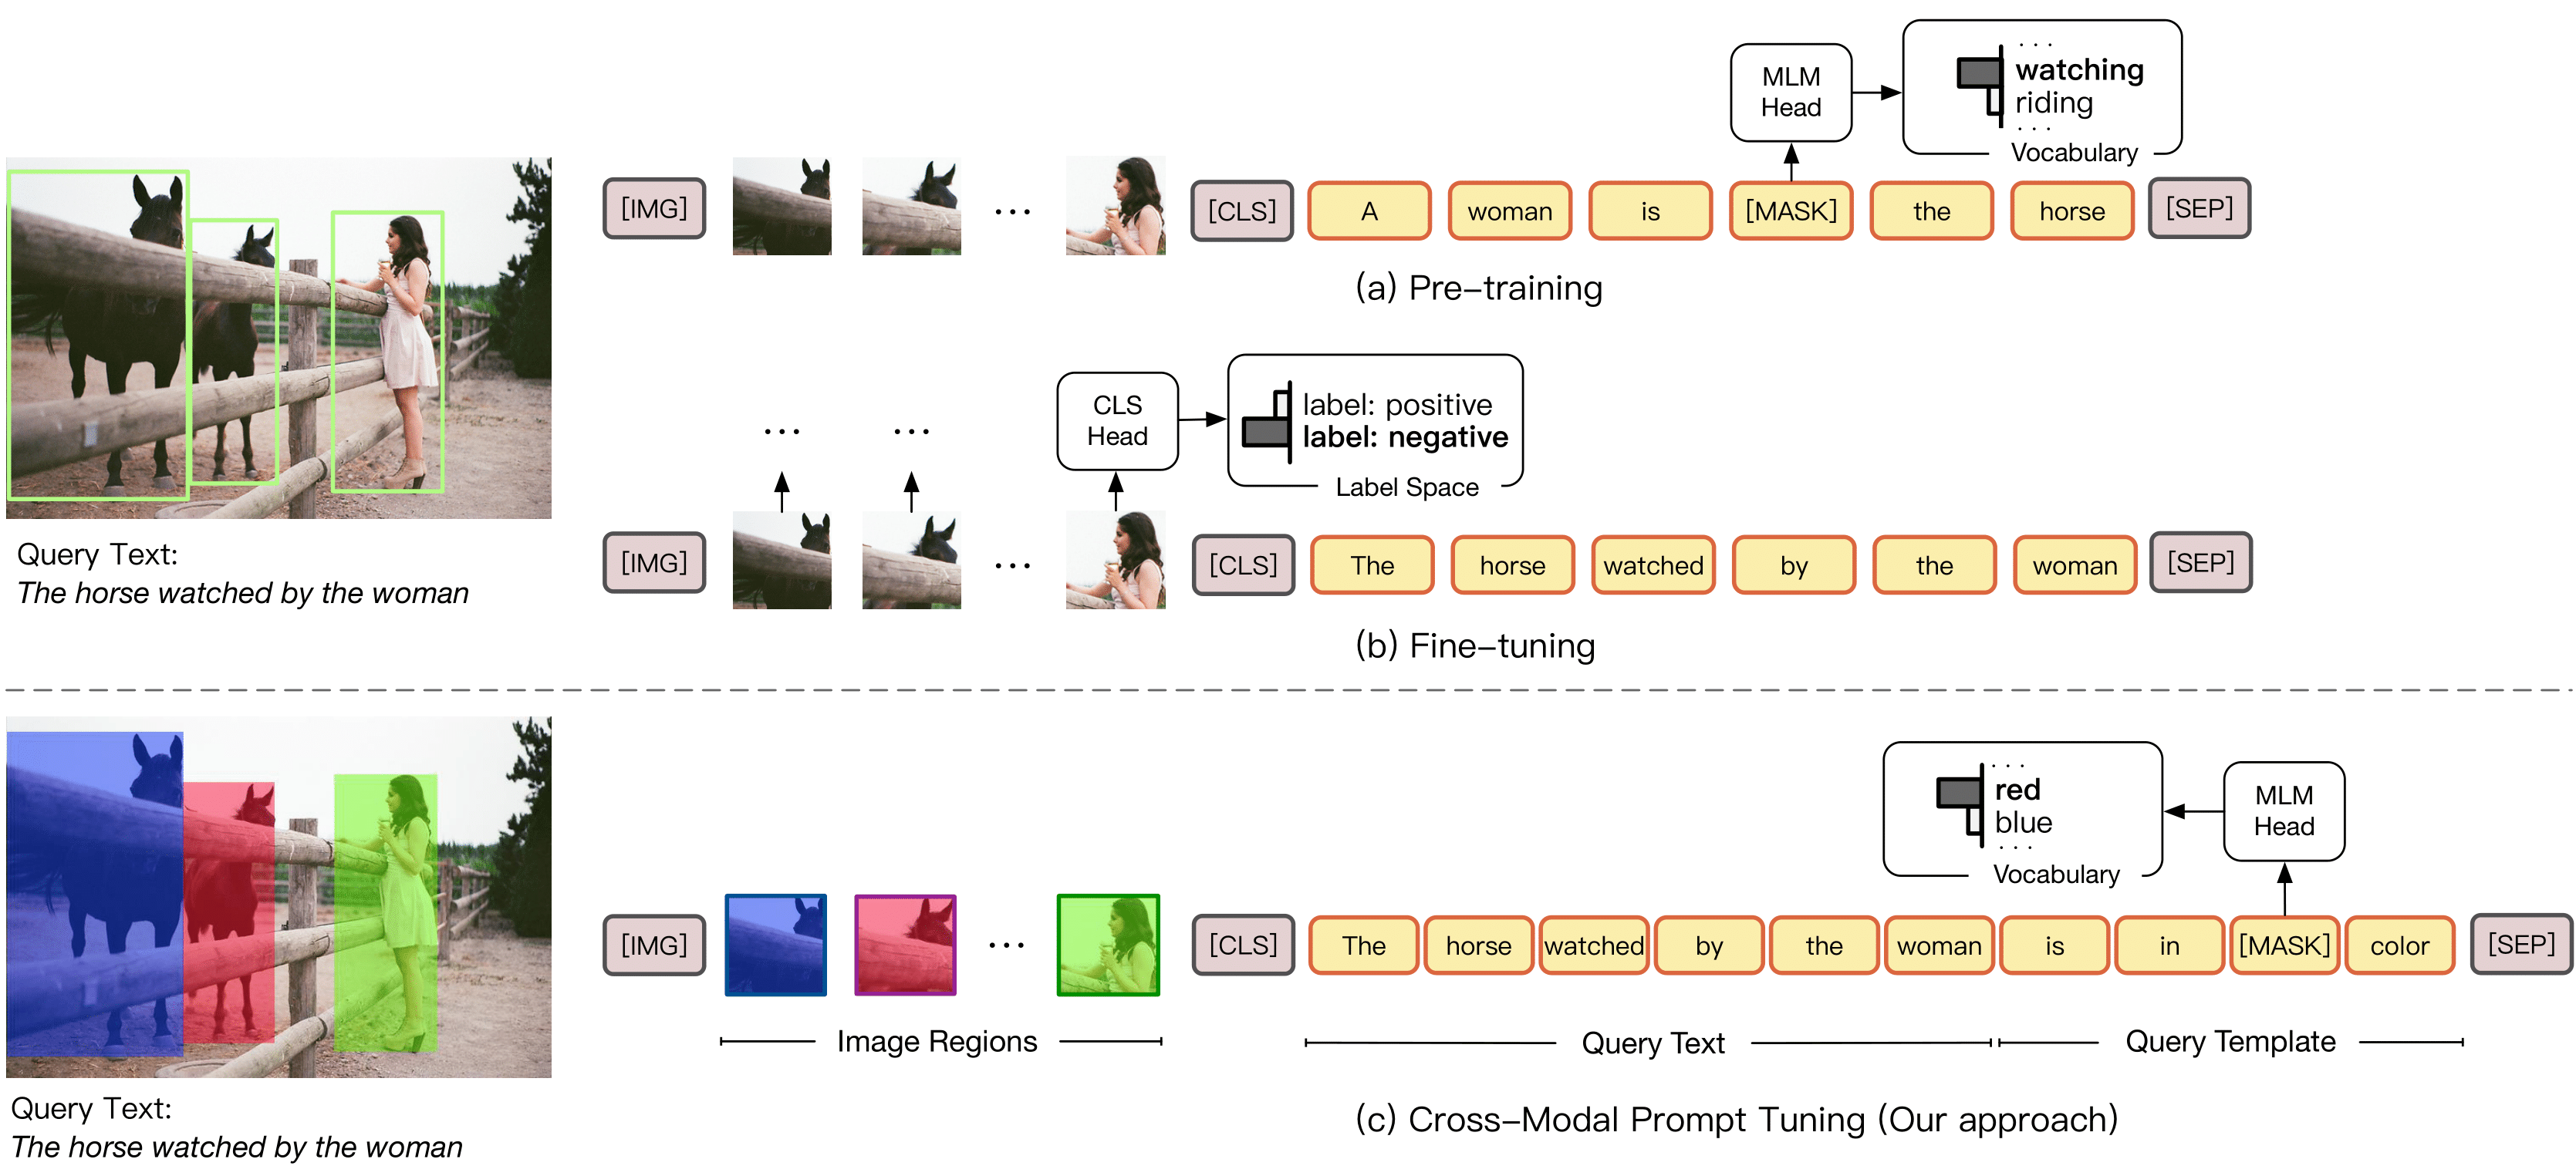 MLM
Head
. . .
watching
riding
. . .
Vocabulary
[IMG]
...
[CLS] A woman is [MASK] the horse [SEP]
(a) Pre-training
...
...
CLS
Head
label: positive
label: negative
Label Space
[IMG]
...
[CLS] The horse watched by the woman [SEP]
Query Text:
The horse watched by the woman
(b) Fine-tuning
. . .
red
blue
. . .
Vocabulary
MLM
Head
[IMG]
...
[CLS] The horse watched by the woman is in [MASK] color [SEP]
Image Regions
Query Text
Query Template
Query Text:
The horse watched by the woman
(c) Cross-Modal Prompt Tuning (Our approach)